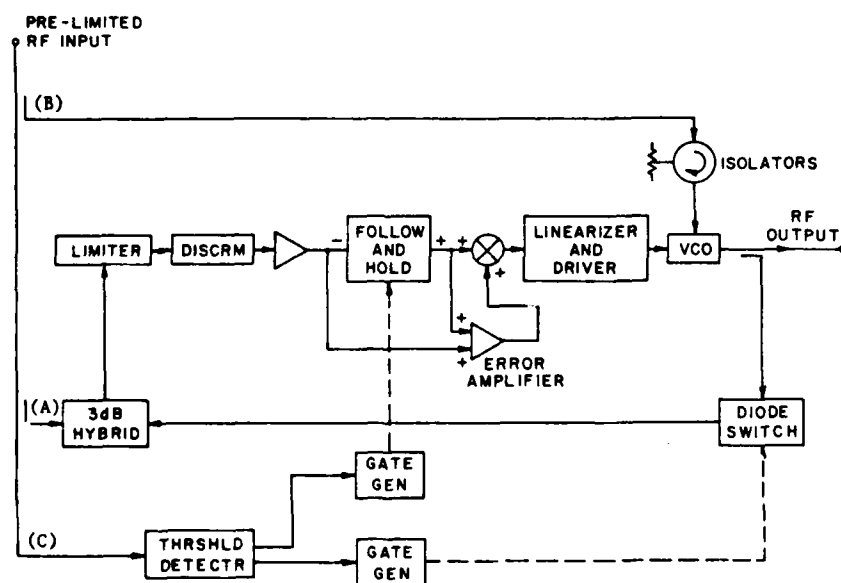 PRE-LIMITED
RF INPUT
(B)
ISOLATORS
LIMITER
DISCRM
-
FOLLOW
AND
HOLD
+
+
+
LINEARIZER
AND
DRIVER
VCO
RF
OUTPUT
+
+
ERROR
AMPLIFIER
(A)
3dB
HYBRID
DIODE
SWITCH
GATE
GEN
(C)
THRSHLD
DETECTR
GATE
GEN